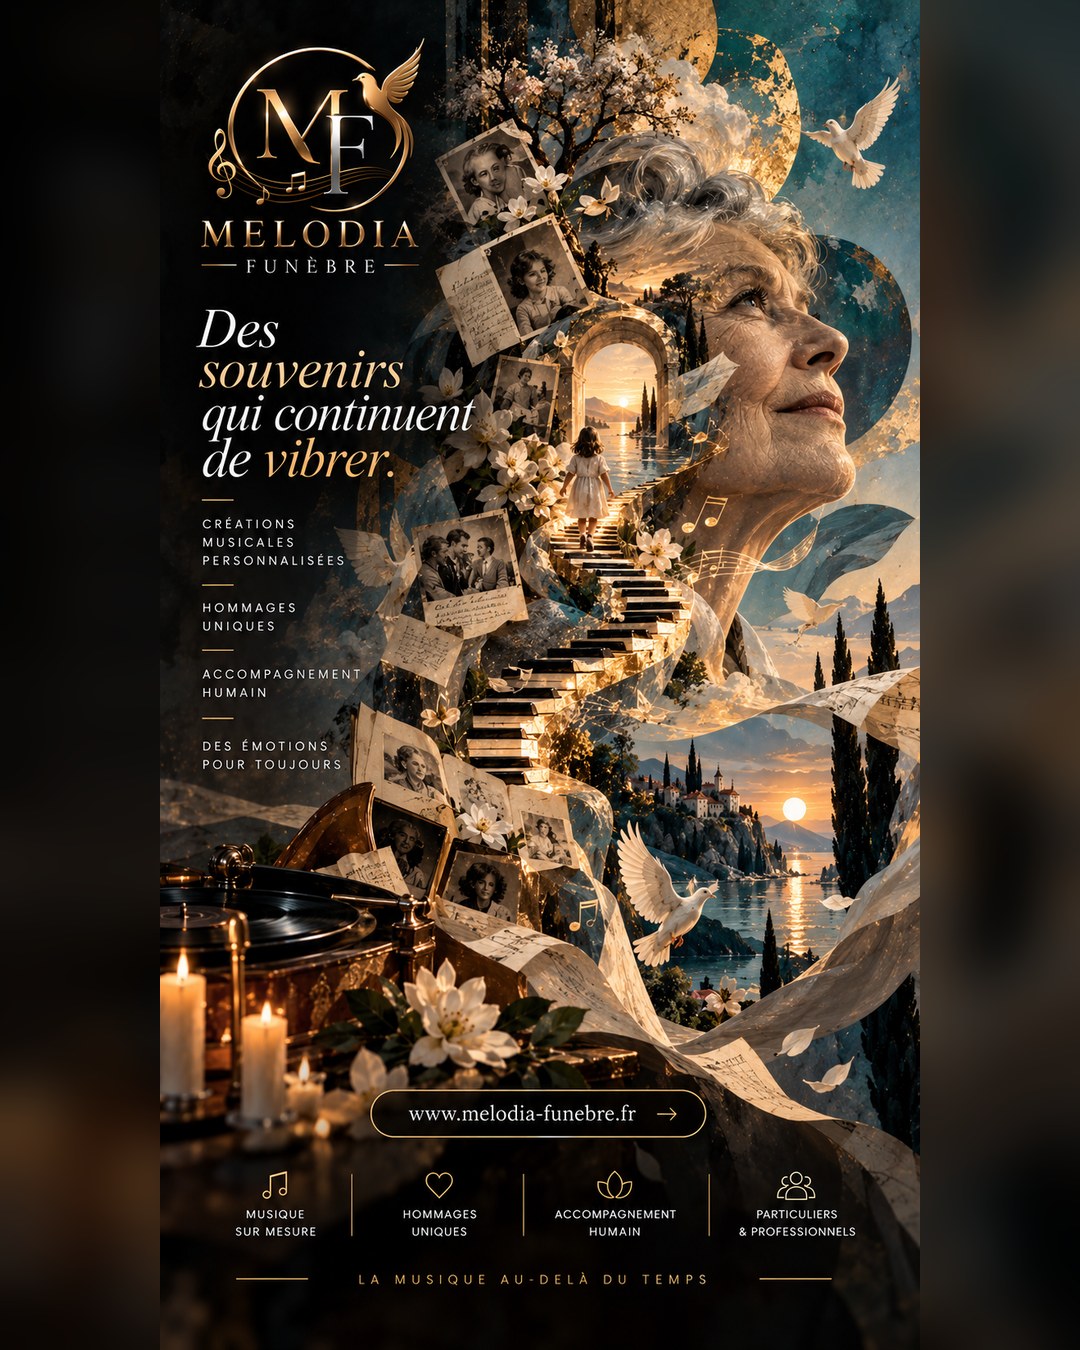 MF
MELODIA
FUNÈBRE
Des
souvenirs
qui continuent
de vibrer.
CRÉATIONS
MUSICALES
PERSONNALISÉES
HOMMAGES
UNIQUES
ACCOMPAGNEMENT
HUMAIN
DES ÉMOTIONS
POUR TOUJOURS
www.melodia-funebre.fr
MUSIQUE
SUR MESURE
HOMMAGES
UNIQUES
ACCOMPAGNEMENT
HUMAIN
PARTICULIERS
& PROFESSIONNELS
LA MUSIQUE AU-DELÀ DU TEMPS